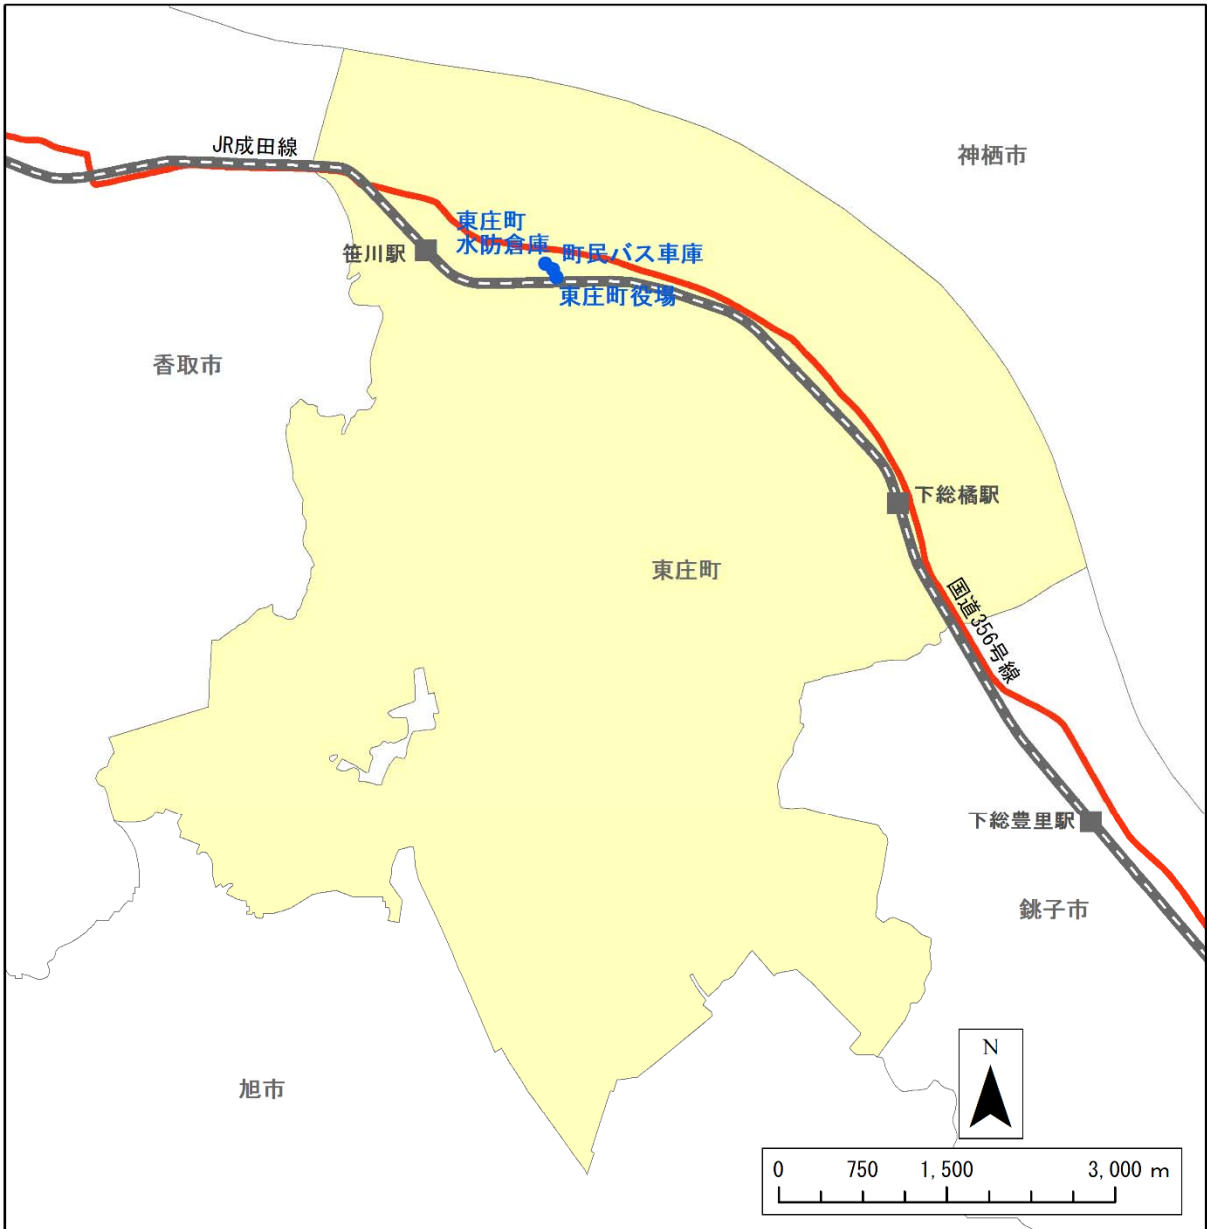 JR成田線
神栖市
東庄町
水防倉庫
町民バス車庫
笹川駅
東庄町役場
香取市
下総橘駅
東庄町
国道356号線
下総豊里駅
銚子市
旭市
N
0 750 1,500 3,000 m